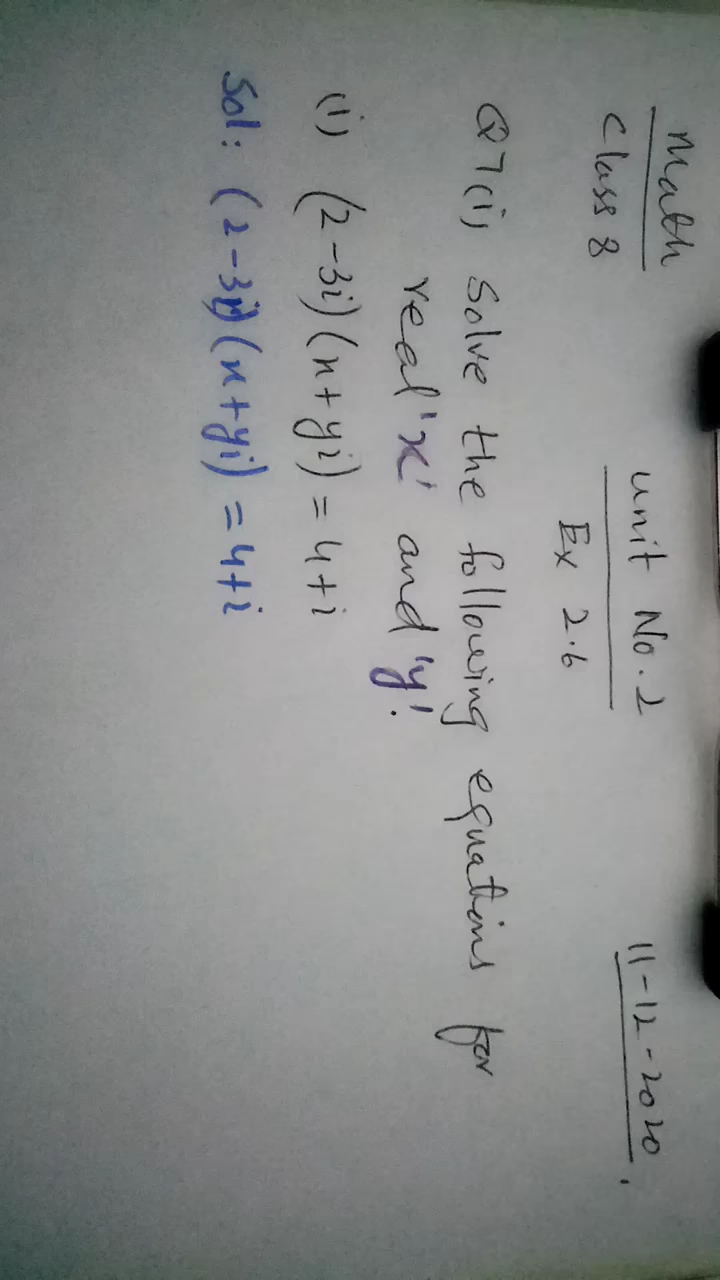 Math Unit No. 2 11-12-2020.
Class 8 Ex 2.6
Q7(i) Solve the following equations for
real 'x' and 'y'.
(i) (2-3i)(x+yi) = 4+i
Sol: (2-3i)(x+yi) = 4+i